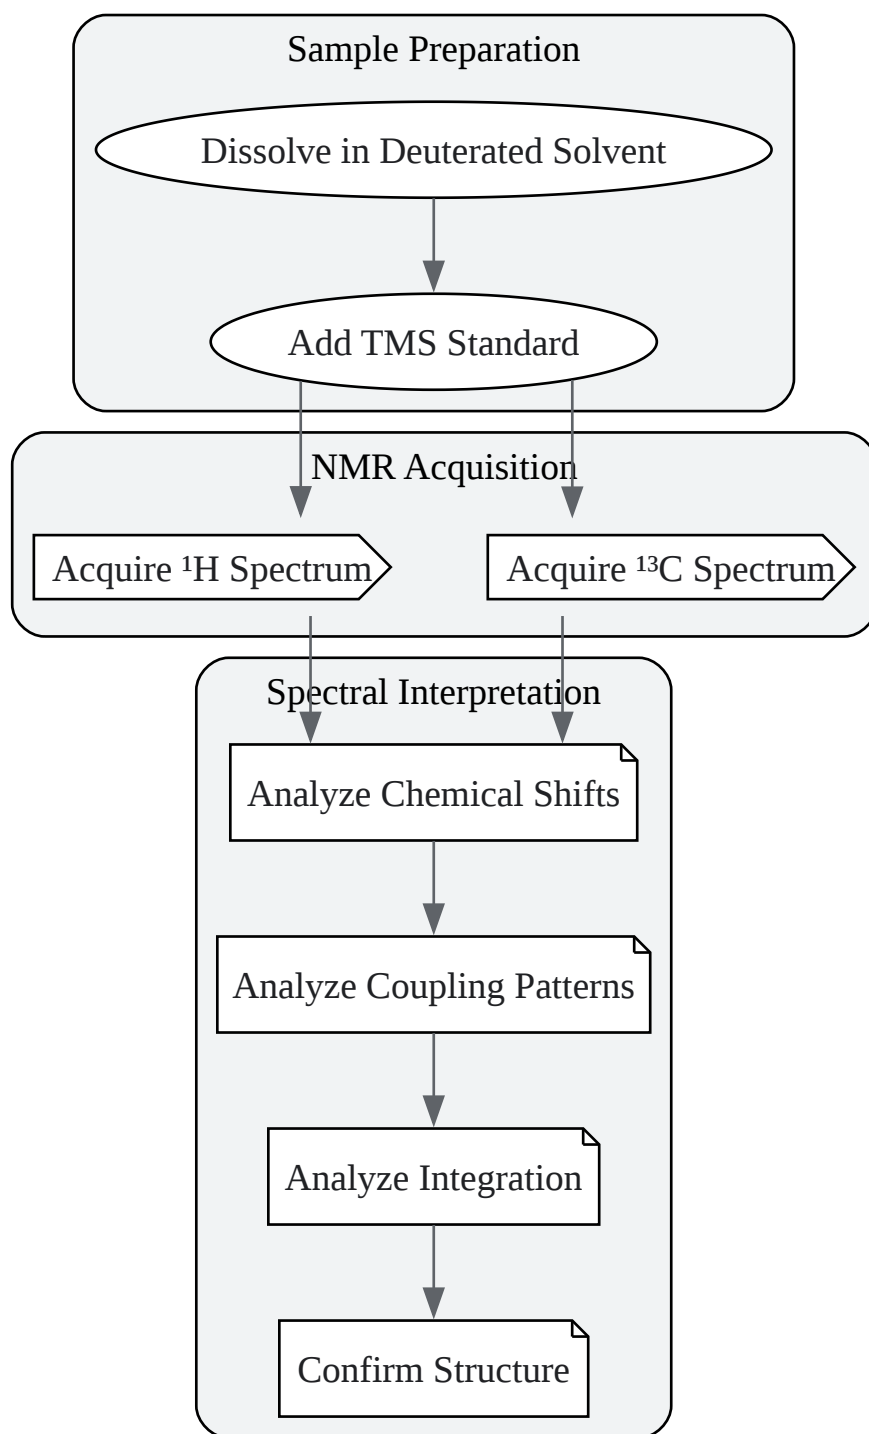 Sample Preparation
Dissolve in Deuterated Solvent
Add TMS Standard
NMR Acquisition
Acquire ¹H Spectrum
Acquire ¹³C Spectrum
Spectral Interpretation
Analyze Chemical Shifts
Analyze Coupling Patterns
Analyze Integration
Confirm Structure